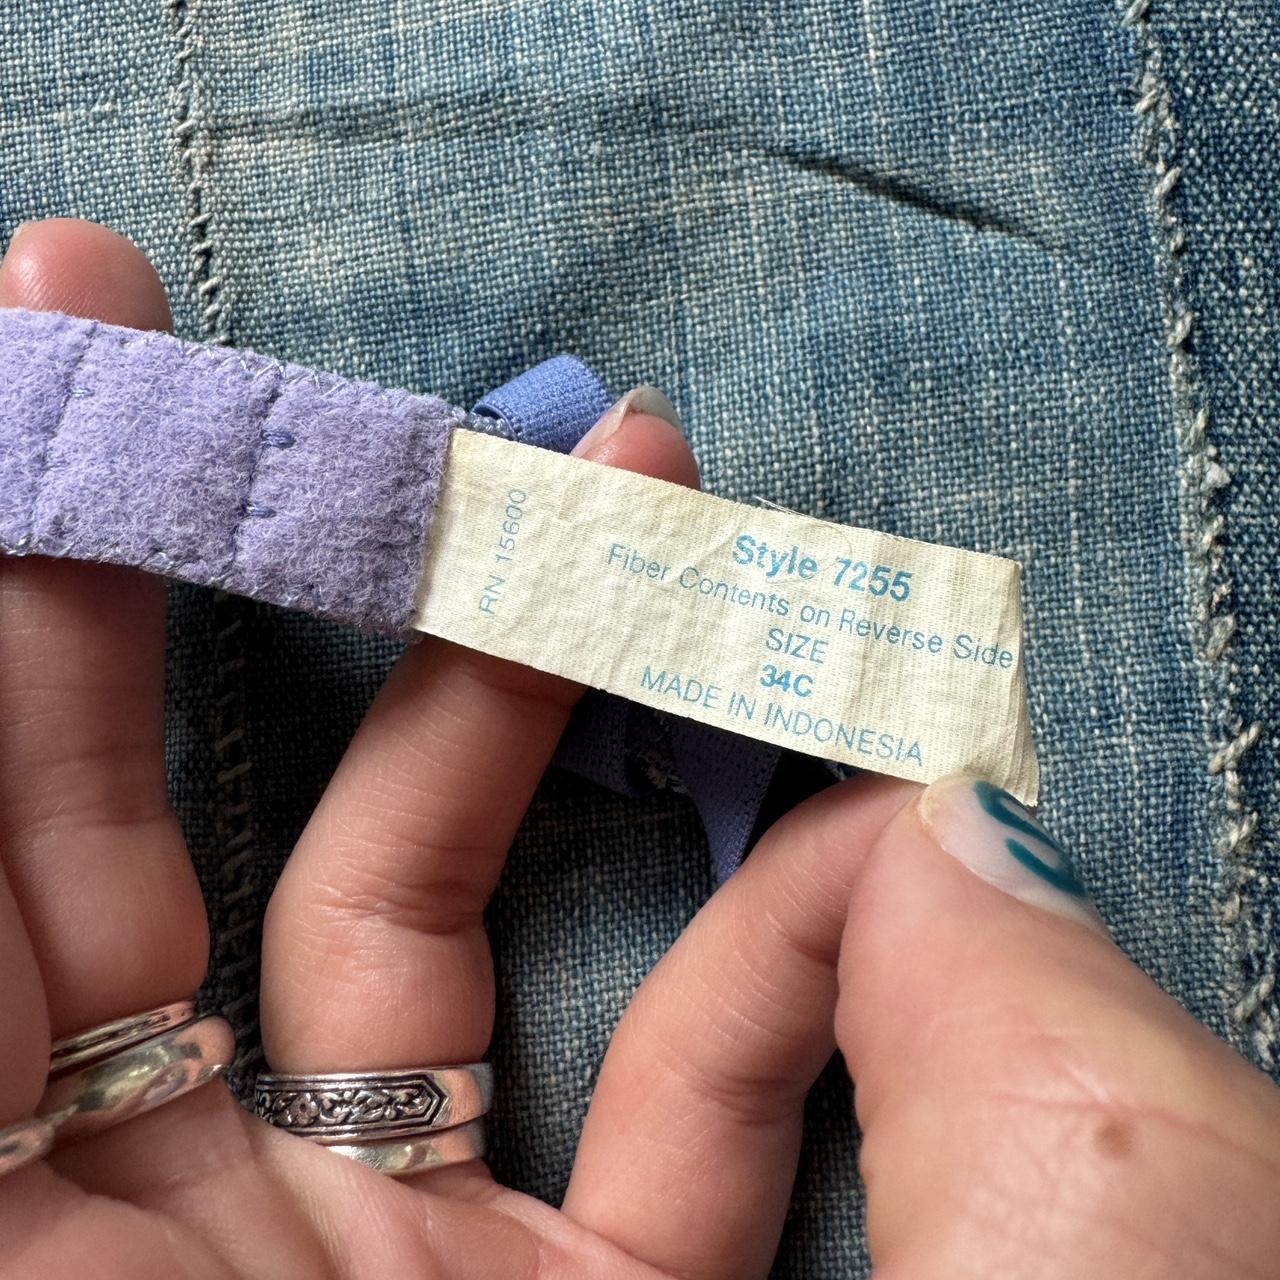 RN 15600
Style 7255
Fiber Contents on Reverse Side
SIZE
34C
MADE IN INDONESIA